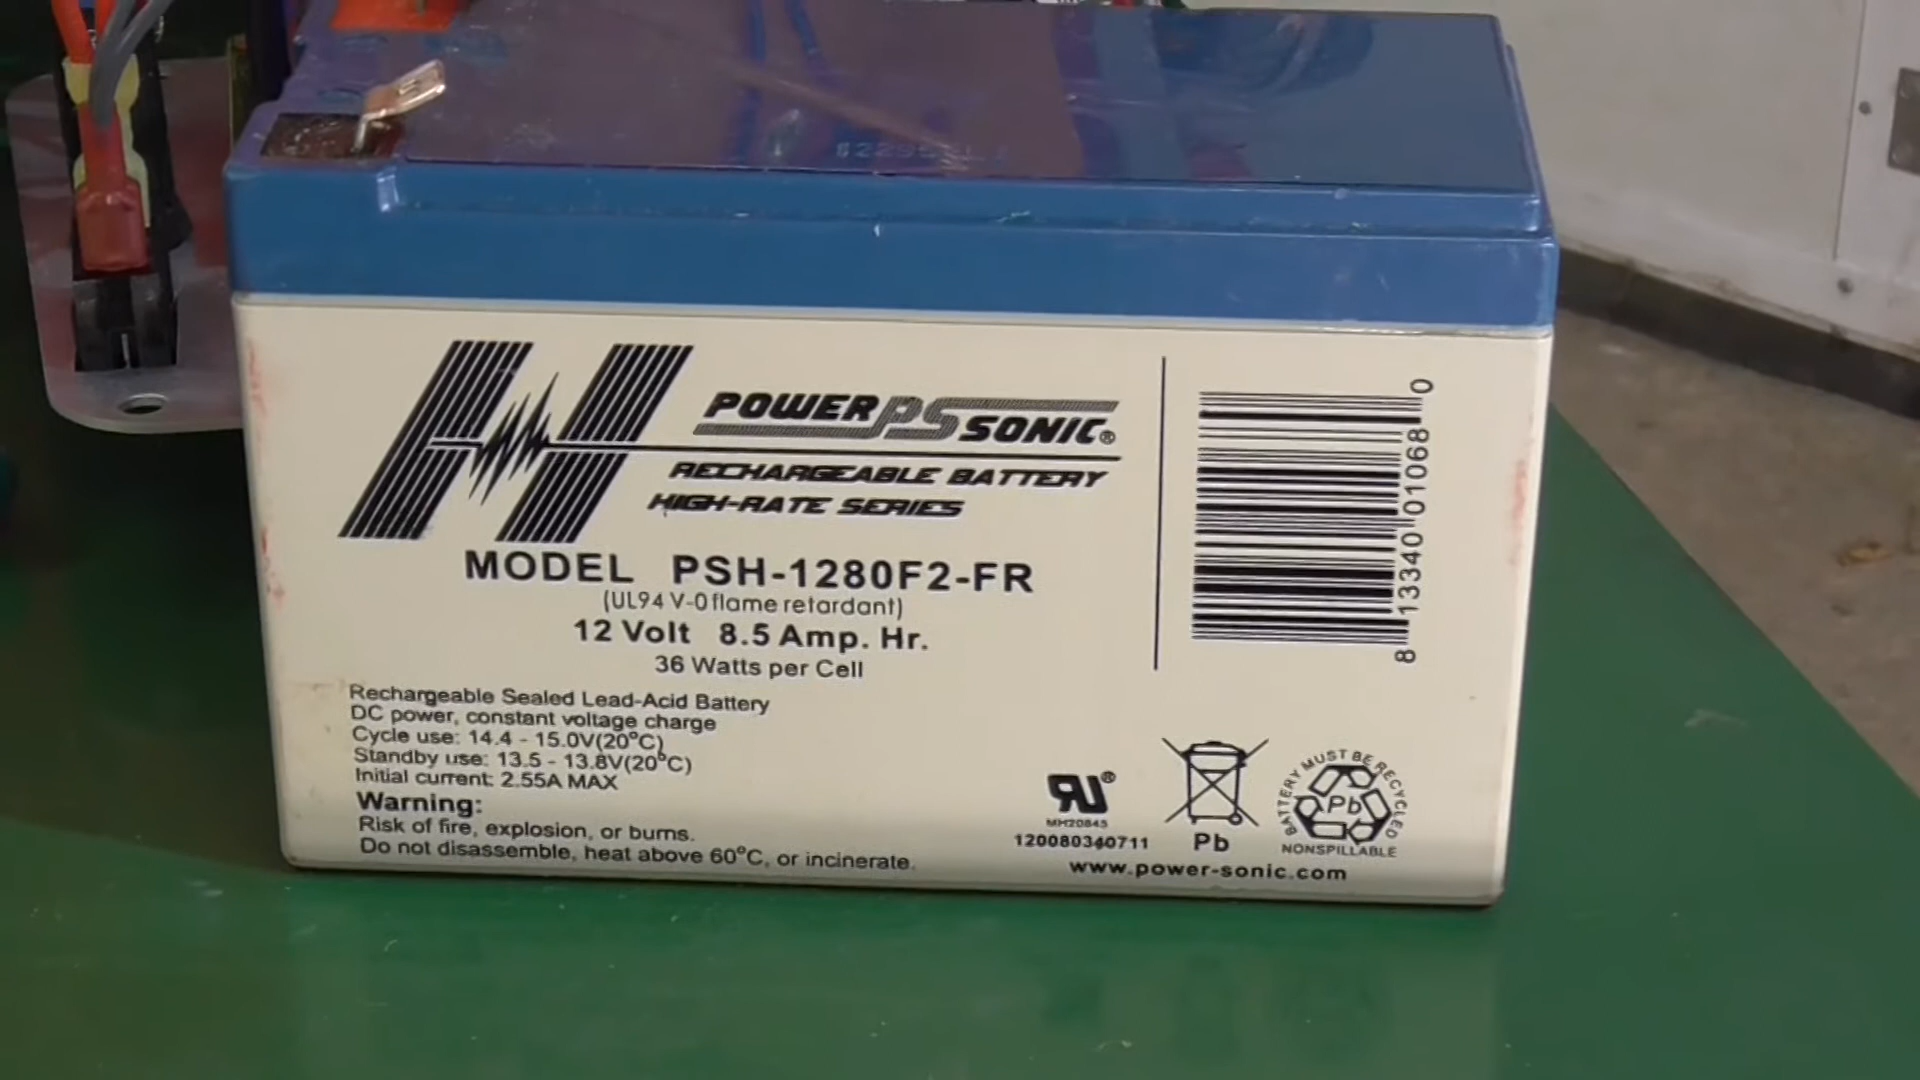 POWER PS SONIC®
RECHARGEABLE BATTERY
HIGH-RATE SERIES
MODEL PSH-1280F2-FR
(UL94 V-0 flame retardant)
12 Volt 8.5 Amp. Hr.
36 Watts per Cell
Rechargeable Sealed Lead-Acid Battery
DC power, constant voltage charge
Cycle use: 14.4 - 15.0V(20°C)
Standby use: 13.5 - 13.8V(20°C)
Initial current: 2.55A MAX
Warning:
Risk of fire, explosion, or burns.
Do not disassemble, heat above 60°C, or incinerate.
8 13340 01068 0
MH20845
120080340711
Pb
BATTERY MUST BE RECYCLED
Pb
NONSPILLABLE
www.power-sonic.com